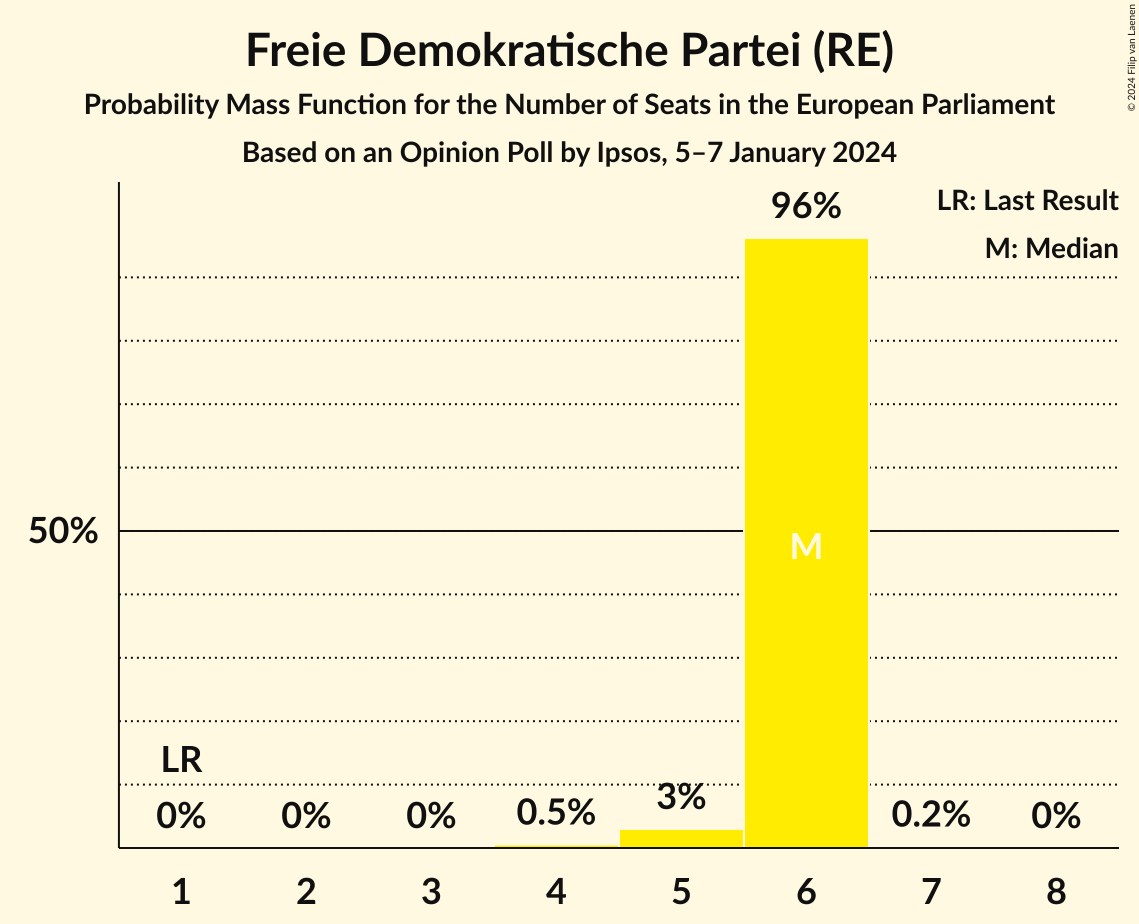 Freie Demokratische Partei (RE)
Probability Mass Function for the Number of Seats in the European Parliament
Based on an Opinion Poll by Ipsos, 5–7 January 2024
© 2024 Filip van Laenen
LR: Last Result
M: Median
96%
50%
M
LR
0%
0%
0%
0.5%
3%
0.2%
0%
1
2
3
4
5
6
7
8